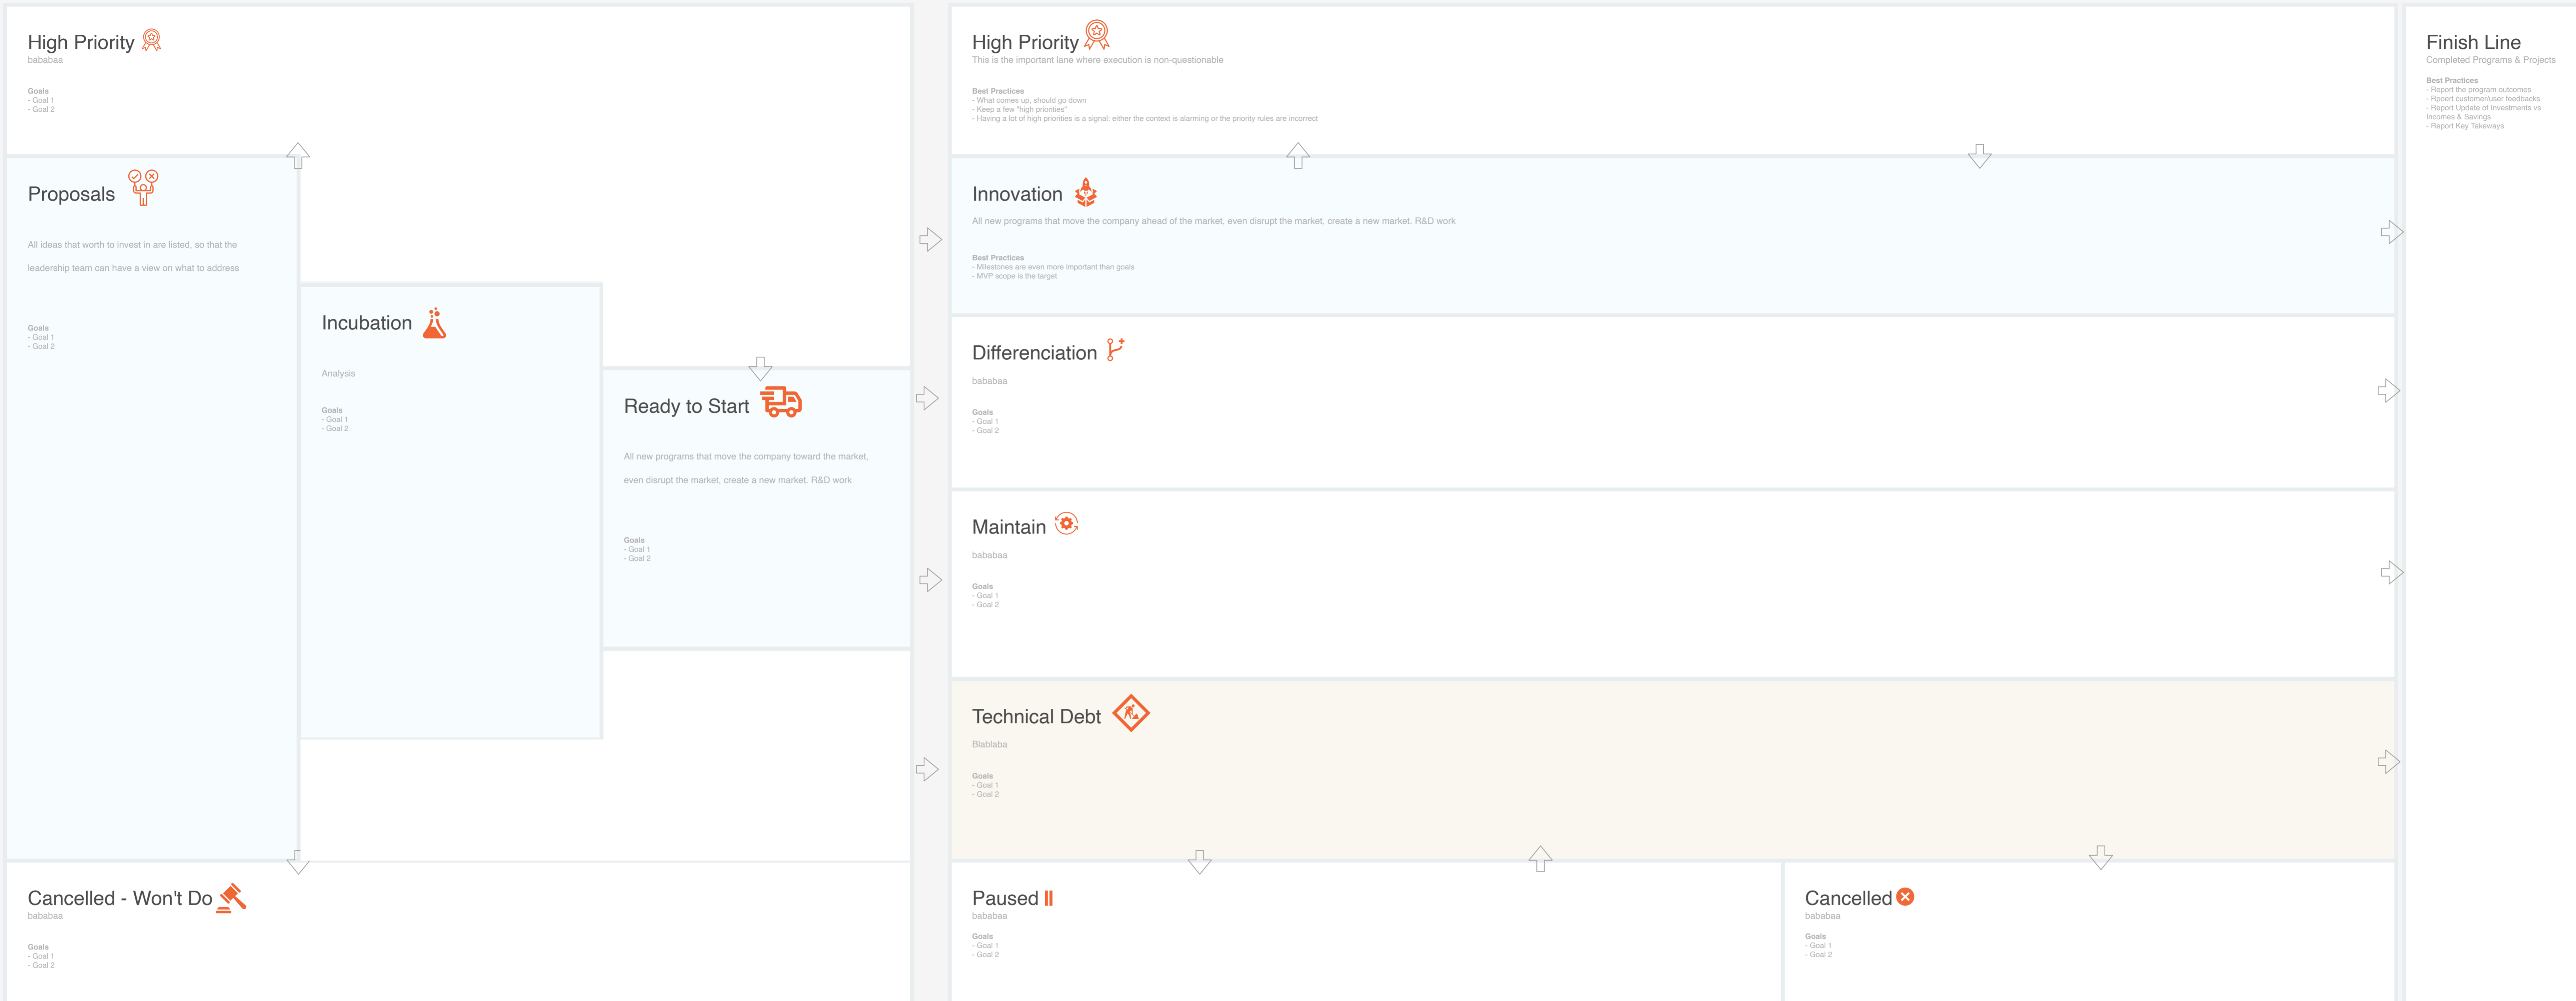 High Priority
bababaa
Goals
- Goal 1
- Goal 2
Proposals
All ideas that worth to invest in are listed, so that the
leadership team can have a view on what to address
Goals
- Goal 1
- Goal 2
Incubation
Analysis
Goals
- Goal 1
- Goal 2
Ready to Start
All new programs that move the company toward the market,
even disrupt the market, create a new market. R&D work
Goals
- Goal 1
- Goal 2
Cancelled - Won't Do
bababaa
Goals
- Goal 1
- Goal 2
High Priority
This is the important lane where execution is non-questionable
Best Practices
- What comes up, should go down
- Keep a few "high priorities"
- Having a lot of high priorities is a signal: either the context is alarming or the priority rules are incorrect
Innovation
All new programs that move the company ahead of the market, even disrupt the market, create a new market. R&D work
Best Practices
- Milestones are even more important than goals
- MVP scope is the target
Differenciation
bababaa
Goals
- Goal 1
- Goal 2
Maintain
bababaa
Goals
- Goal 1
- Goal 2
Technical Debt
Blablaba
Goals
- Goal 1
- Goal 2
Paused
bababaa
Goals
- Goal 1
- Goal 2
Cancelled
bababaa
Goals
- Goal 1
- Goal 2
Finish Line
Completed Programs & Projects
Best Practices
- Report the program outcomes
- Rpoert customer/user feedbacks
- Report Update of Investments vs
Incomes & Savings
- Report Key Takeways